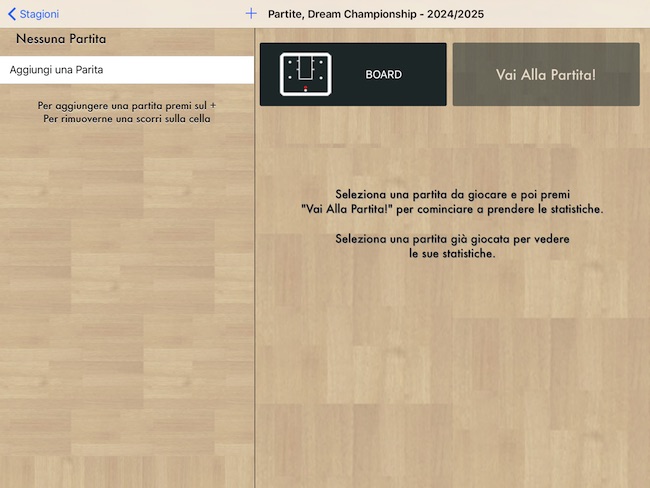 Stagioni
+
Partite, Dream Championship - 2024/2025
Nessuna Partita
Aggiungi una Parita
Per aggiungere una partita premi sul +
Per rimuoverne una scorri sulla cella
BOARD
Vai Alla Partita!
Seleziona una partita da giocare e poi premi
"Vai Alla Partita!" per cominciare a prendere le statistiche.
Seleziona una partita già giocata per vedere
le sue statistiche.